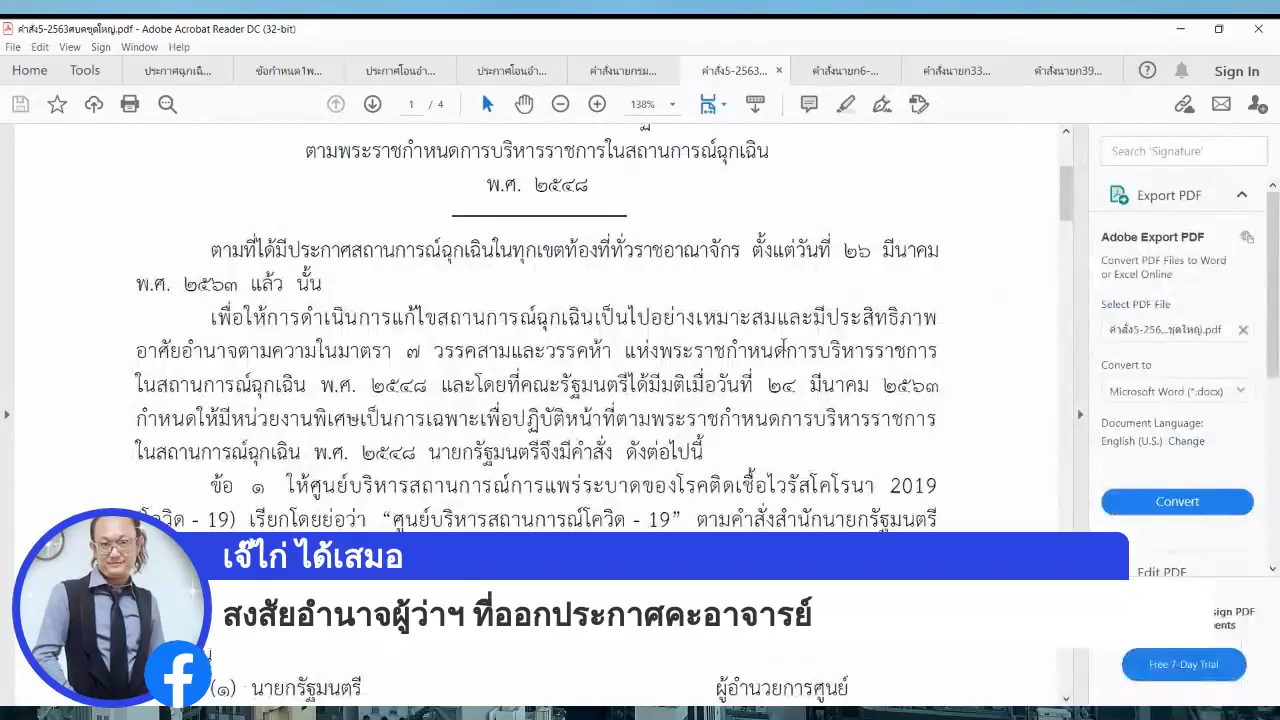 คำสั่ง5-2563ศบคชุดใหญ่.pdf - Adobe Acrobat Reader DC (32-bit)
File Edit View Sign Window Help
Home Tools ประกาศฉุกเฉิ... ข้อกำหนด1พ... ประกาศโอนอำ... ประกาศโอนอำ... คำสั่งนายกรม... คำสั่ง5-2563... × คำสั่งนายก6-... คำสั่งนายก33... คำสั่งนายก39... Sign In
1 / 4 138%
ตามพระราชกำหนดการบริหารราชการในสถานการณ์ฉุกเฉิน
พ.ศ. ๒๕๔๘
ตามที่ได้มีประกาศสถานการณ์ฉุกเฉินในทุกเขตท้องที่ทั่วราชอาณาจักร ตั้งแต่วันที่ ๒๖ มีนาคม
พ.ศ. ๒๕๖๓ แล้ว นั้น
เพื่อให้การดำเนินการแก้ไขสถานการณ์ฉุกเฉินเป็นไปอย่างเหมาะสมและมีประสิทธิภาพ
อาศัยอำนาจตามความในมาตรา ๗ วรรคสามและวรรคห้า แห่งพระราชกำหนดการบริหารราชการ
ในสถานการณ์ฉุกเฉิน พ.ศ. ๒๕๔๘ และโดยที่คณะรัฐมนตรีได้มีมติเมื่อวันที่ ๒๔ มีนาคม ๒๕๖๓
กำหนดให้มีหน่วยงานพิเศษเป็นการเฉพาะเพื่อปฏิบัติหน้าที่ตามพระราชกำหนดการบริหารราชการ
ในสถานการณ์ฉุกเฉิน พ.ศ. ๒๕๔๘ นายกรัฐมนตรีจึงมีคำสั่ง ดังต่อไปนี้
ข้อ ๑ ให้ศูนย์บริหารสถานการณ์การแพร่ระบาดของโรคติดเชื้อไวรัสโคโรนา 2019
(โควิด - 19) เรียกโดยย่อว่า “ศูนย์บริหารสถานการณ์โควิด - 19” ตามคำสั่งสำนักนายกรัฐมนตรี
(๑) นายกรัฐมนตรี ผู้อำนวยการศูนย์
Search 'Signature'
Export PDF
Adobe Export PDF
Convert PDF Files to Word
or Excel Online
Select PDF File
คำสั่ง5-256...ชุดใหญ่.pdf
Convert to
Microsoft Word (*.docx)
Document Language:
English (U.S.) Change
Convert
Edit PDF
sign PDF
Free 7-Day Trial
เจ๊ไก่ ได้เสมอ
สงสัยอำนาจผู้ว่าฯ ที่ออกประกาศคะอาจารย์